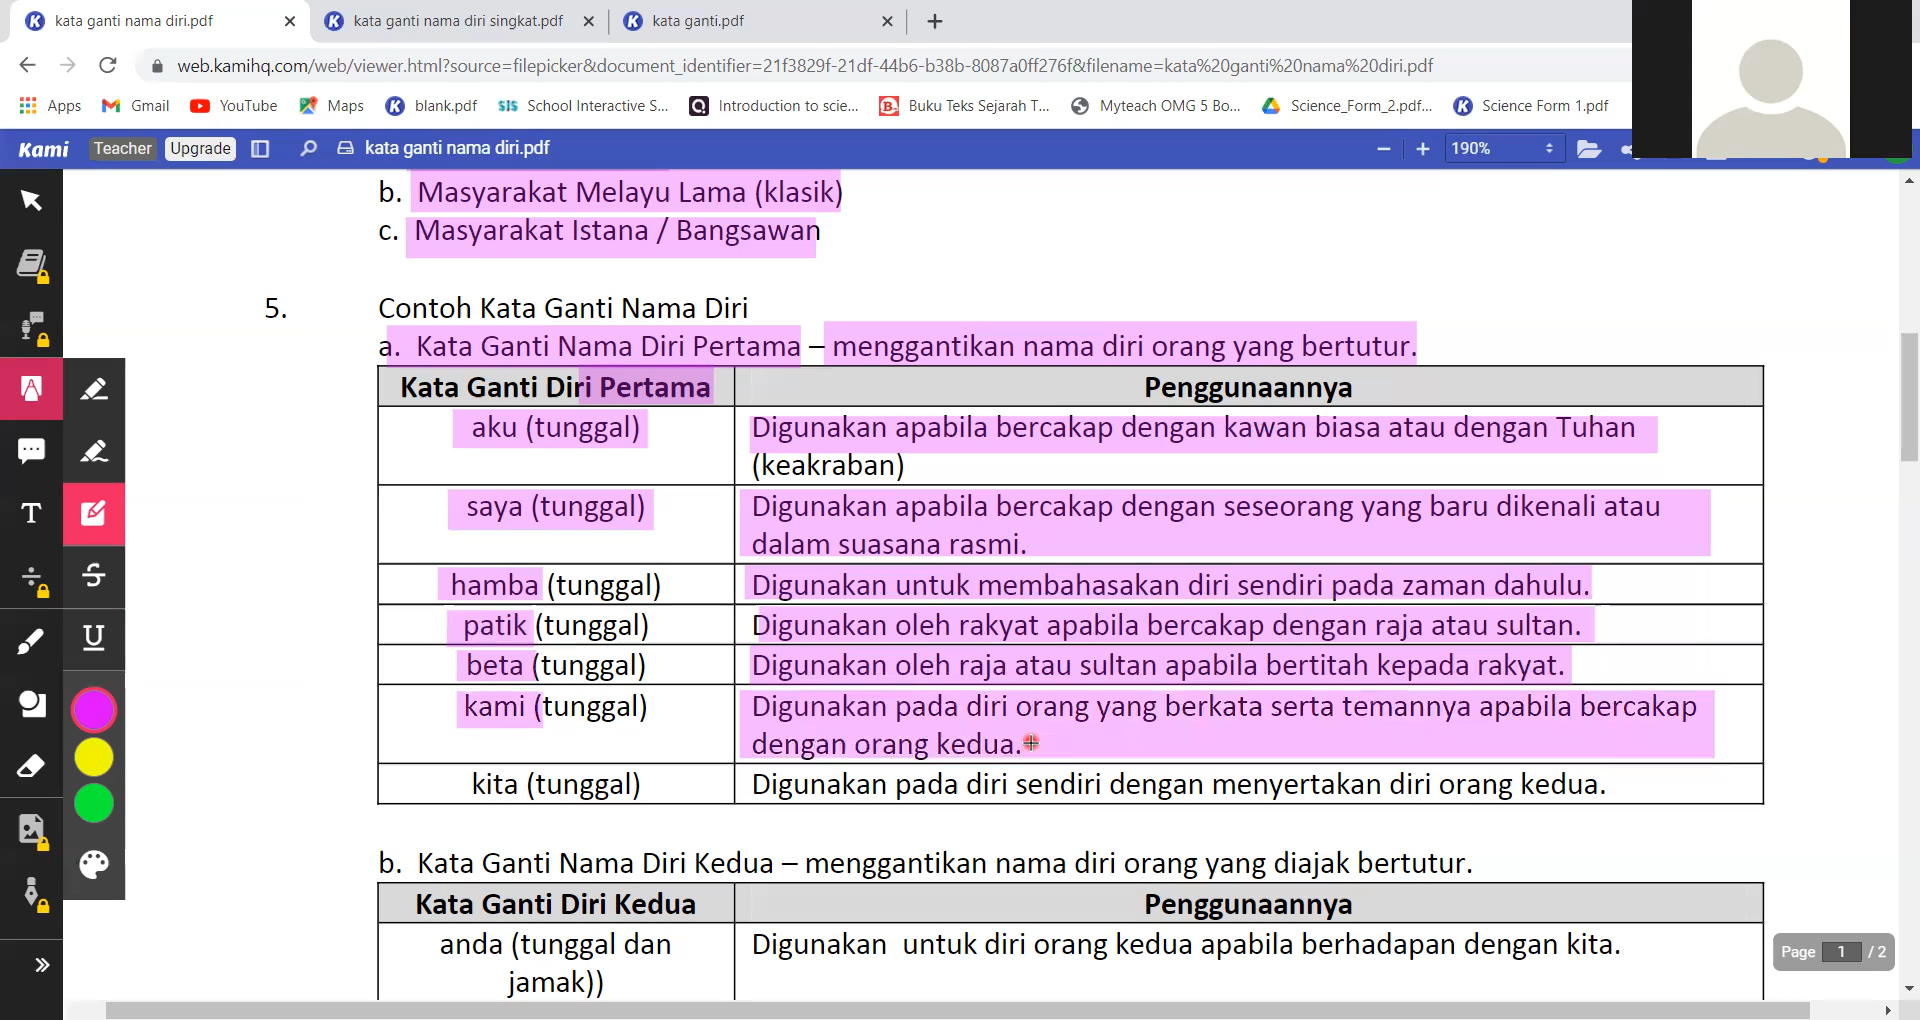 kata ganti nama diri.pdf
kata ganti nama diri singkat.pdf
kata ganti.pdf
web.kamihq.com/web/viewer.html?source=filepicker&document_identifier=21f3829f-21df-44b6-b38b-8087a0ff276f&filename=kata%20ganti%20nama%20diri.pdf
Apps
Gmail
YouTube
Maps
blank.pdf
SIS School Interactive S...
Introduction to scie...
Buku Teks Sejarah T...
Myteach OMG 5 Bo...
Science_Form_2.pdf...
Science Form 1.pdf
Kami Teacher Upgrade kata ganti nama diri.pdf 190%
b. Masyarakat Melayu Lama (klasik)
c. Masyarakat Istana / Bangsawan
5. Contoh Kata Ganti Nama Diri
a. Kata Ganti Nama Diri Pertama – menggantikan nama diri orang yang bertutur.
Kata Ganti Diri Pertama Penggunaannya
aku (tunggal) Digunakan apabila bercakap dengan kawan biasa atau dengan Tuhan
(keakraban)
saya (tunggal) Digunakan apabila bercakap dengan seseorang yang baru dikenali atau
dalam suasana rasmi.
hamba (tunggal) Digunakan untuk membahasakan diri sendiri pada zaman dahulu.
patik (tunggal) Digunakan oleh rakyat apabila bercakap dengan raja atau sultan.
beta (tunggal) Digunakan oleh raja atau sultan apabila bertitah kepada rakyat.
kami (tunggal) Digunakan pada diri orang yang berkata serta temannya apabila bercakap
dengan orang kedua.
kita (tunggal) Digunakan pada diri sendiri dengan menyertakan diri orang kedua.
b. Kata Ganti Nama Diri Kedua – menggantikan nama diri orang yang diajak bertutur.
Kata Ganti Diri Kedua Penggunaannya
anda (tunggal dan Digunakan untuk diri orang kedua apabila berhadapan dengan kita.
jamak))
Page 1 / 2